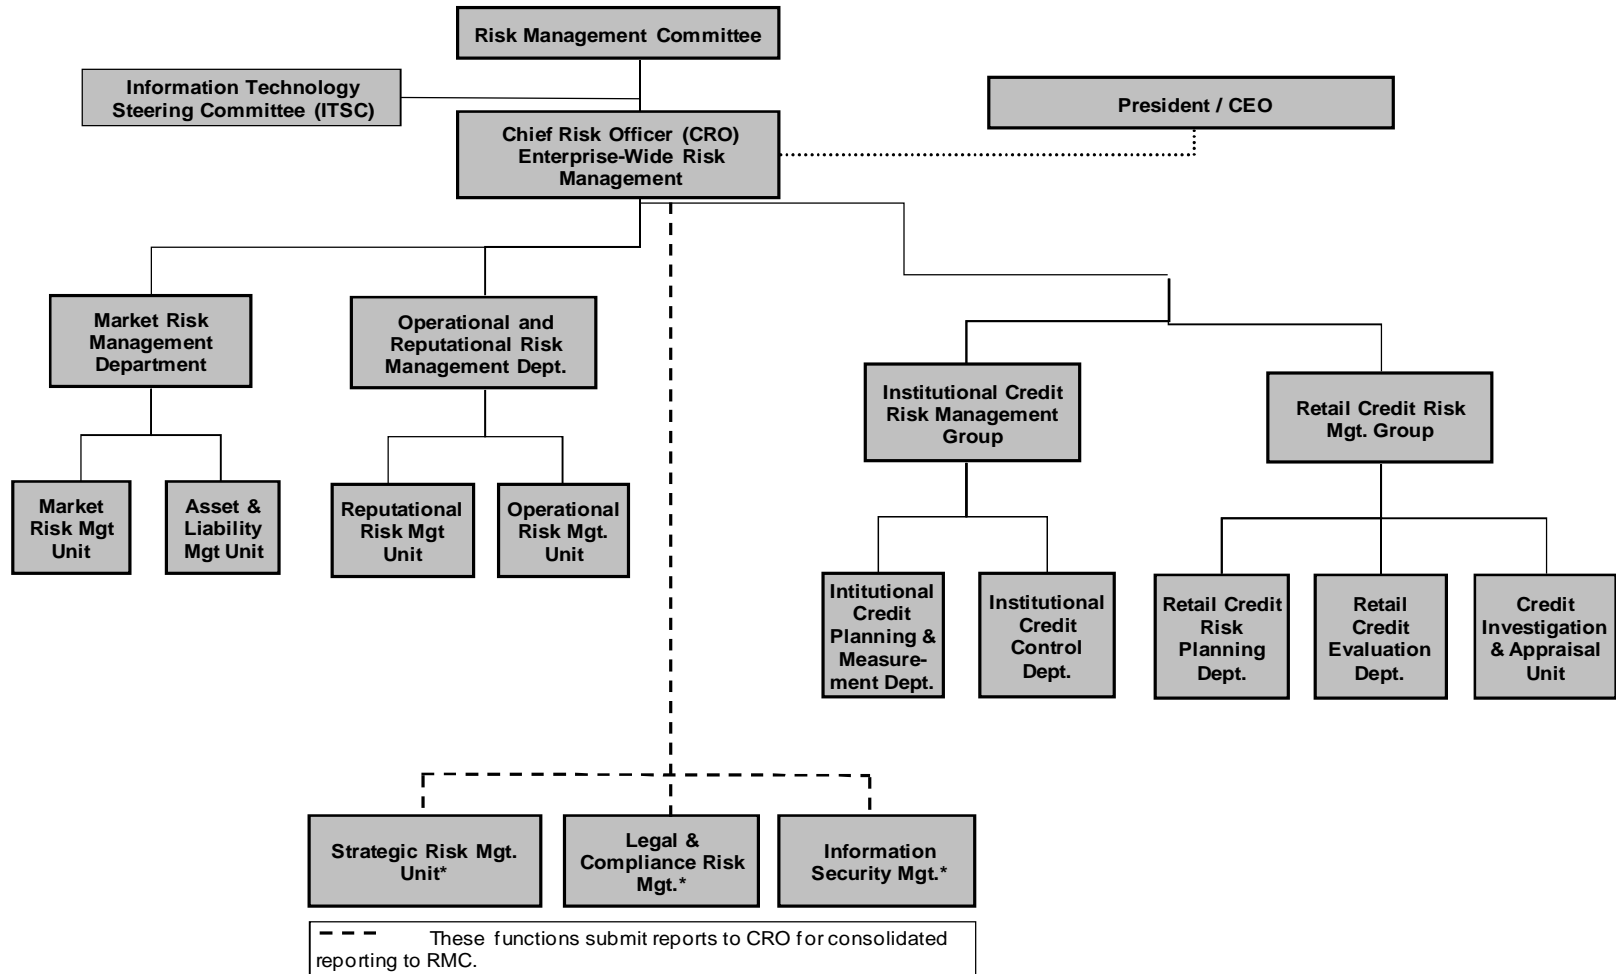 Risk Management Committee
Information Technology
Steering Committee (ITSC)
President / CEO
Chief Risk Officer (CRO)
Enterprise-Wide Risk
Management
Market Risk
Management
Department
Operational and
Reputational Risk
Management Dept.
Institutional Credit
Risk Management
Group
Retail Credit Risk
Mgt. Group
Market
Risk Mgt
Unit
Asset &
Liability
Mgt Unit
Reputational
Risk Mgt
Unit
Operational
Risk Mgt.
Unit
Intitutional
Credit
Planning &
Measure-
ment Dept.
Institutional
Credit
Control
Dept.
Retail Credit
Risk
Planning
Dept.
Retail
Credit
Evaluation
Dept.
Credit
Investigation
& Appraisal
Unit
Strategic Risk Mgt.
Unit*
Legal &
Compliance Risk
Mgt.*
Information
Security Mgt.*
These functions submit reports to CRO for consolidated
reporting to RMC.